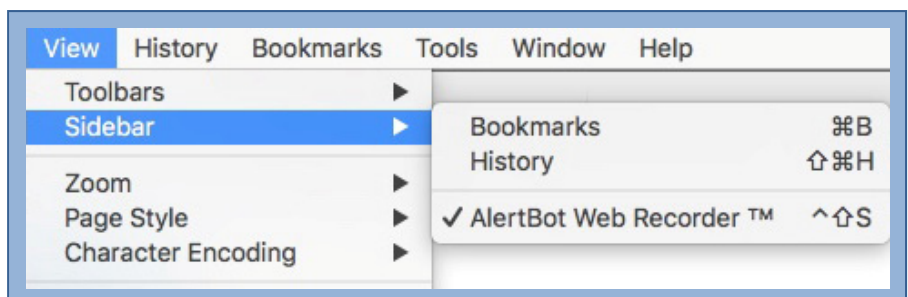 View History Bookmarks Tools Window Help
Toolbars ▶
Sidebar ▶
Bookmarks ⌘B
History ⇧⌘H
✓ AlertBot Web Recorder ™ ^⇧S
Zoom ▶
Page Style ▶
Character Encoding ▶